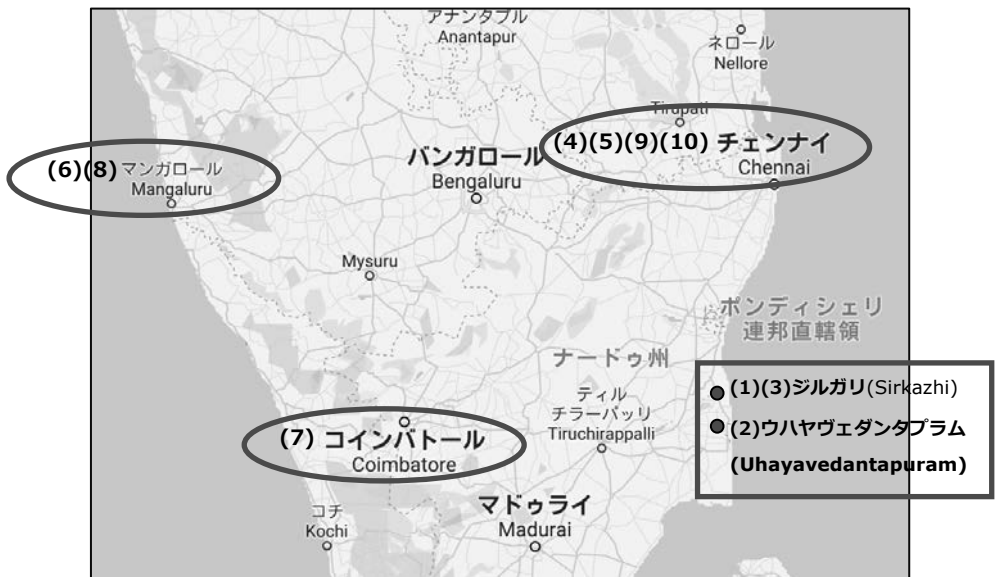 アナンタプル
Anantapur
ネロール
Nellore
Tirupati
(4)(5)(9)(10) チェンナイ
Chennai
バンガロール
Bengaluru
(6)(8) マンガロール
Mangaluru
Mysuru
ポンディシェリ
連邦直轄領
ナードゥ州
(1)(3)ジルガリ(Sirkazhi)
(2)ウハヤヴェダンタプラム
(Uhayavedantapuram)
ティル
チラーパッリ
Tiruchirappalli
(7) コインバトール
Coimbatore
マドゥライ
Madurai
コチ
Kochi